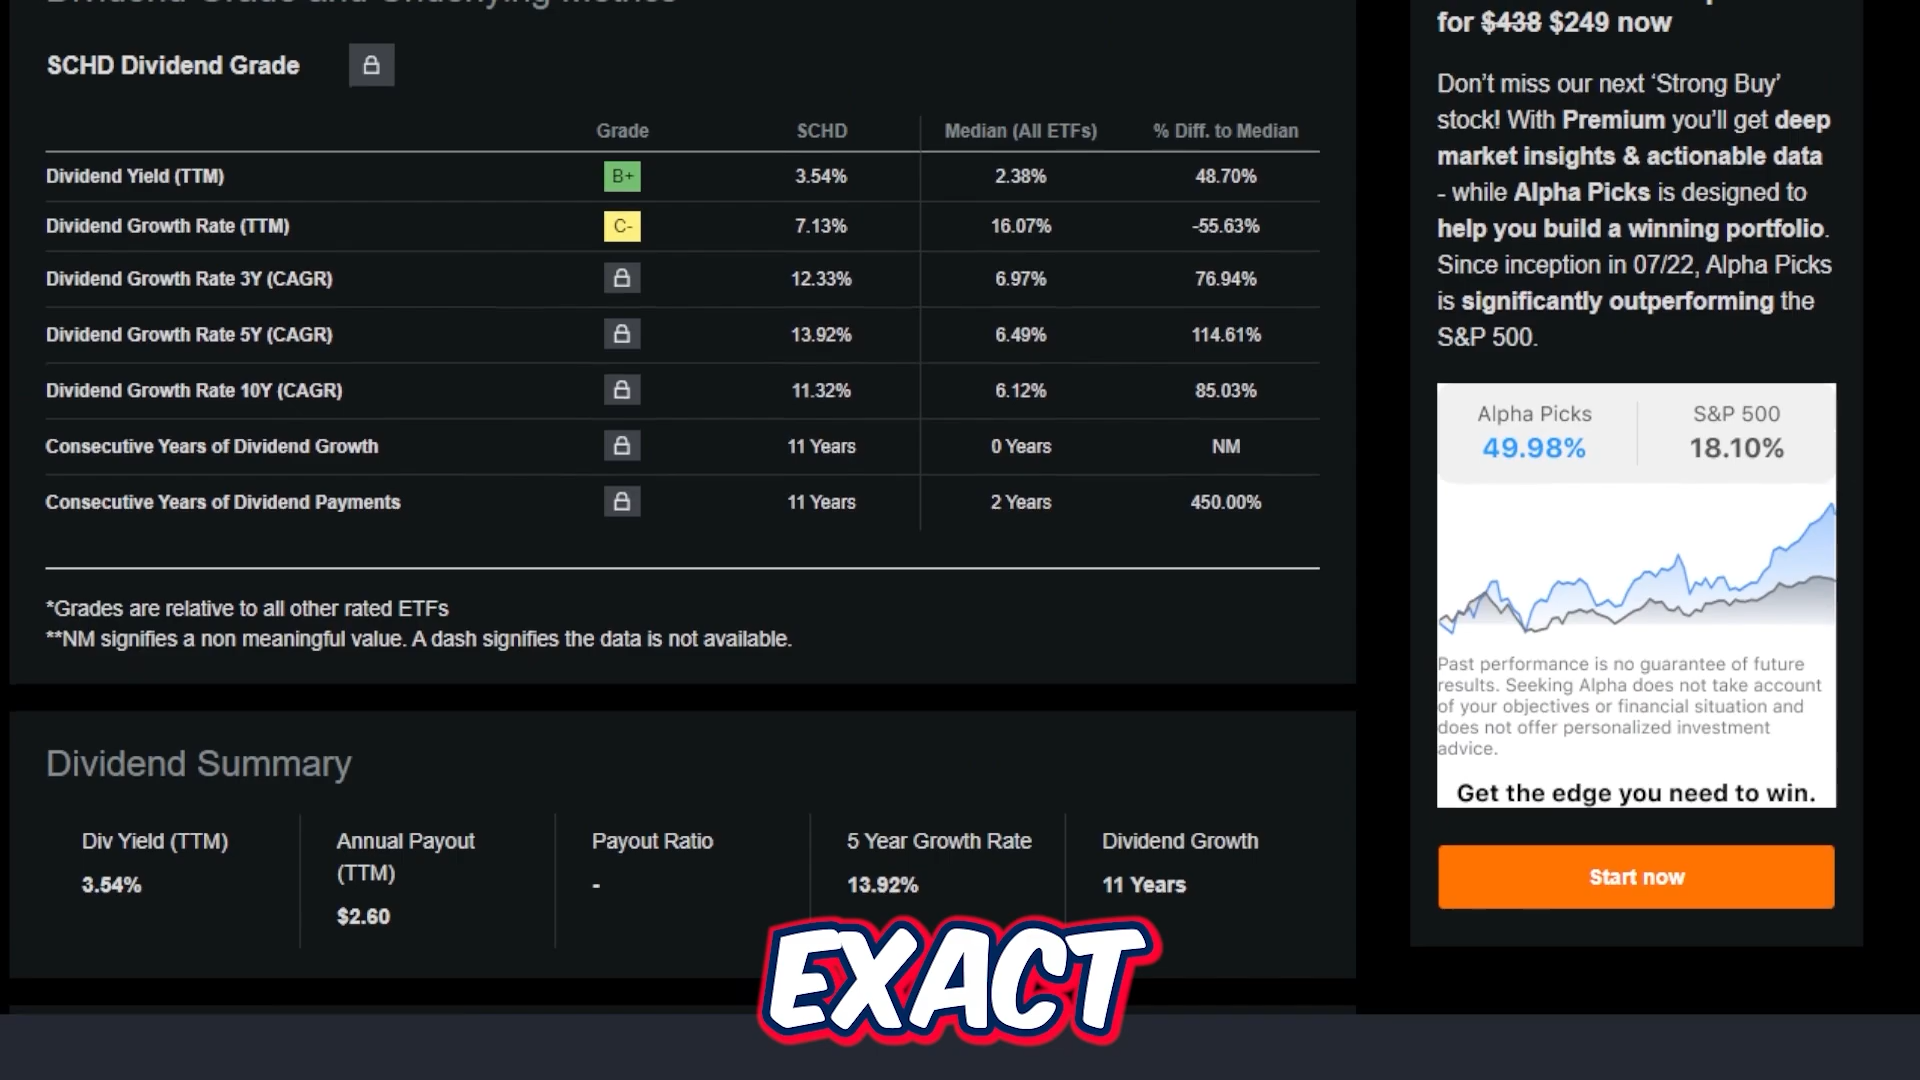 Dividend Grade and Underlying Metrics
SCHD Dividend Grade
Grade SCHD Median (All ETFs) % Diff. to Median
Dividend Yield (TTM) B+ 3.54% 2.38% 48.70%
Dividend Growth Rate (TTM) C- 7.13% 16.07% -55.63%
Dividend Growth Rate 3Y (CAGR) 12.33% 6.97% 76.94%
Dividend Growth Rate 5Y (CAGR) 13.92% 6.49% 114.61%
Dividend Growth Rate 10Y (CAGR) 11.32% 6.12% 85.03%
Consecutive Years of Dividend Growth 11 Years 0 Years NM
Consecutive Years of Dividend Payments 11 Years 2 Years 450.00%
*Grades are relative to all other rated ETFs
**NM signifies a non meaningful value. A dash signifies the data is not available.
Dividend Summary
Div Yield (TTM)
3.54%
Annual Payout
(TTM)
$2.60
Payout Ratio
-
5 Year Growth Rate
13.92%
Dividend Growth
11 Years
EXACT
for $438 $249 now
Don’t miss our next ‘Strong Buy’
stock! With Premium you’ll get deep
market insights & actionable data
- while Alpha Picks is designed to
help you build a winning portfolio.
Since inception in 07/22, Alpha Picks
is significantly outperforming the
S&P 500.
Alpha Picks S&P 500
49.98% 18.10%
Past performance is no guarantee of future
results. Seeking Alpha does not take account
of your objectives or financial situation and
does not offer personalized investment
advice.
Get the edge you need to win.
Start now